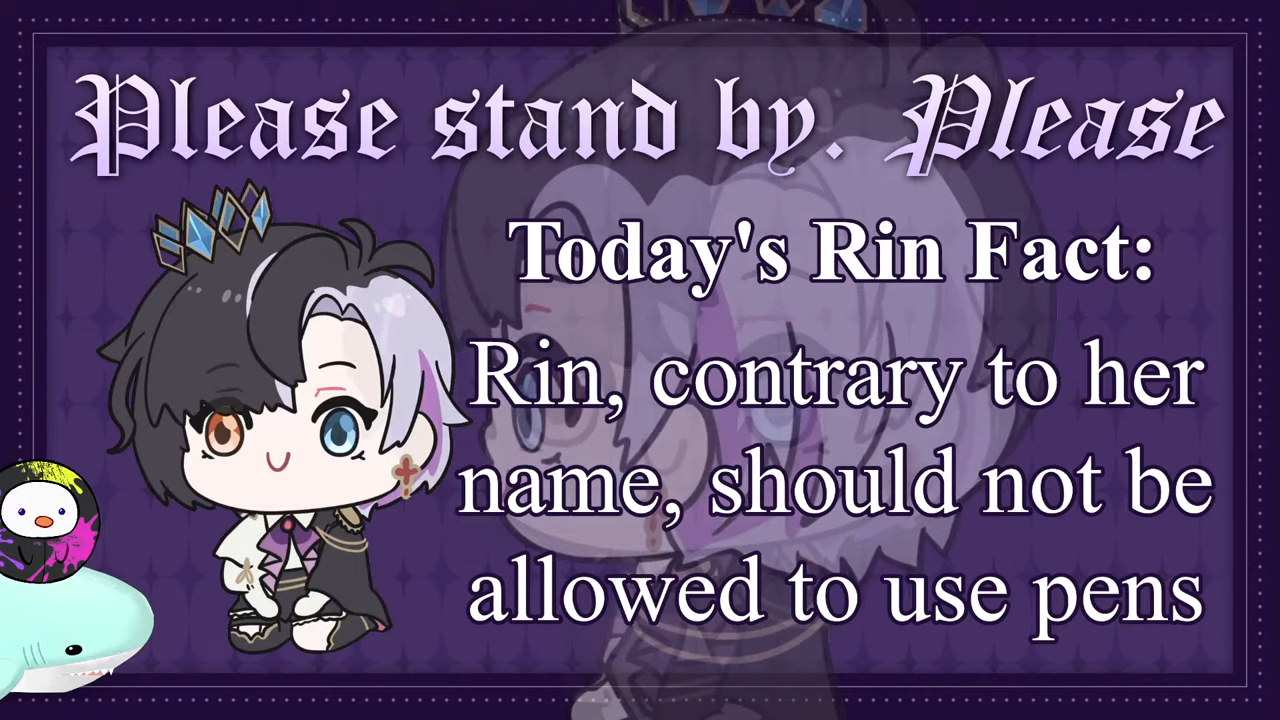 Please stand by. Please
Today's Rin Fact:
Rin, contrary to her
name, should not be
allowed to use pens